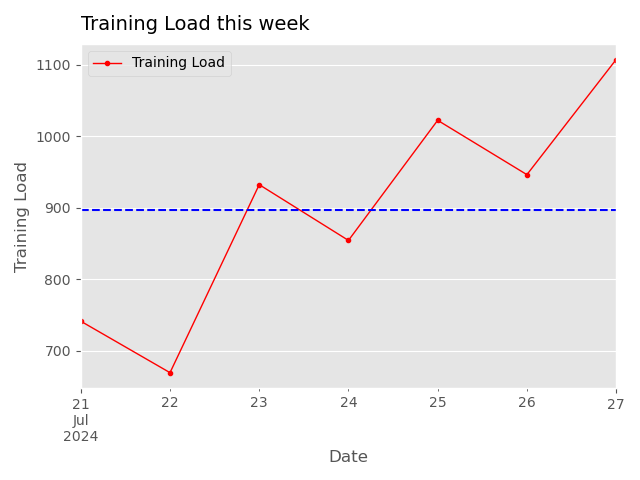 Training Load this week
Training Load
1100
1000
900
800
700
Training Load
21 22 23 24 25 26 27
Jul
2024
Date